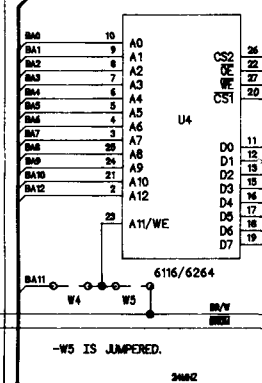 BA0 10 A0
BA1 9 A1 CS2 26
BA2 8 A2 OE 22
BA3 7 A3 WE 27
BA4 6 A4 CS1 20
BA5 5 A5
BA6 4 A6 U4
BA7 3 A7
BA8 25 A8 D0 11
BA9 24 A9 D1 12
BA10 21 A10 D2 13
BA12 2 A12 D3 15
D4 16
23 A11/WE D5 17
D6 18
D7 19
6116/6264
BA11 W4 W5
BR/W
-W5 IS JUMPERED.
24MHZ